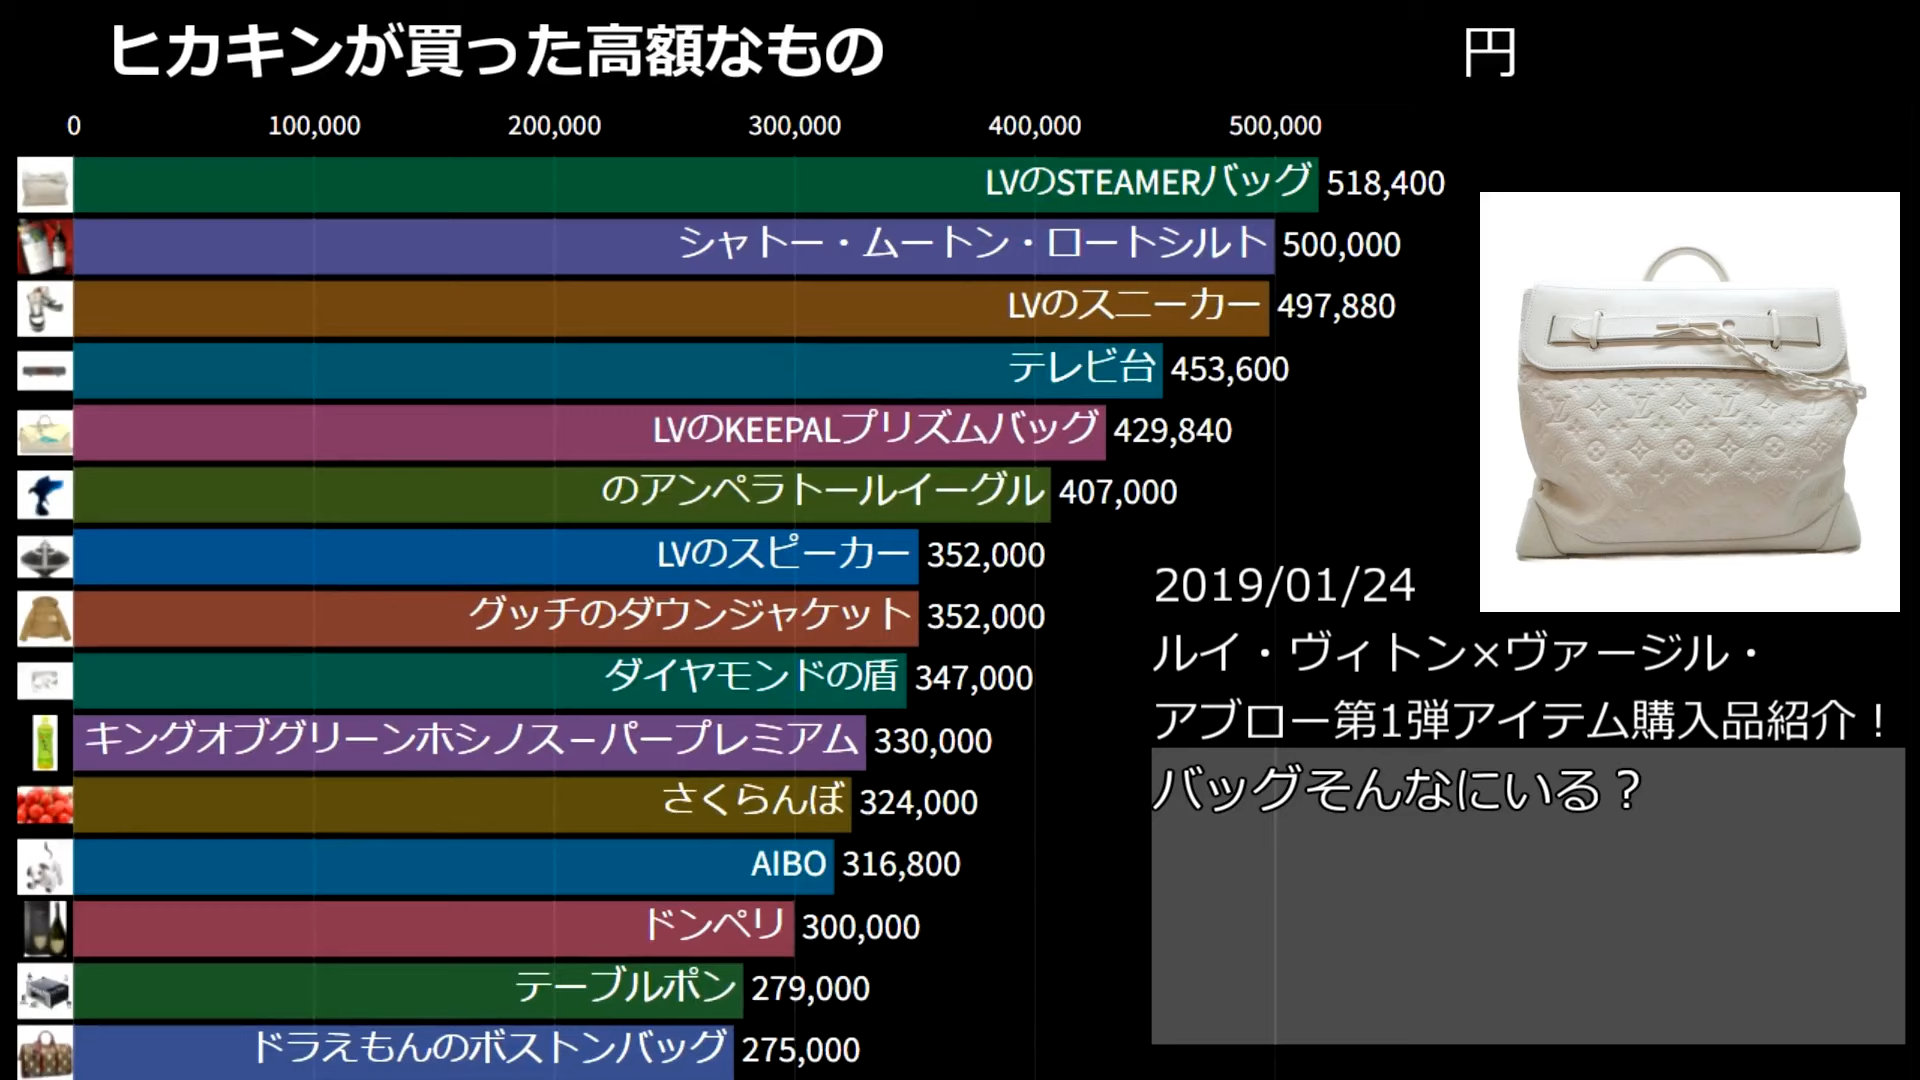 ヒカキンが買った高額なもの
円
0 100,000 200,000 300,000 400,000 500,000
LVのSTEAMERバッグ 518,400
シャトー・ムートン・ロートシルト 500,000
LVのスニーカー 497,880
テレビ台 453,600
LVのKEEPALプリズムバッグ 429,840
のアンペラトールイーグル 407,000
LVのスピーカー 352,000
グッチのダウンジャケット 352,000
ダイヤモンドの盾 347,000
キングオブグリーンホシノスーパープレミアム 330,000
さくらんぼ 324,000
AIBO 316,800
ドンペリ 300,000
テーブルポン 279,000
ドラえもんのボストンバッグ 275,000
2019/01/24
ルイ・ヴィトン×ヴァージル・
アブロー第1弾アイテム購入品紹介！
バッグそんなにいる？